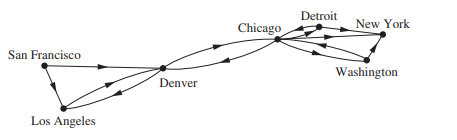 Detroit
New York
Chicago
San Francisco
Washington
Denver
Los Angeles